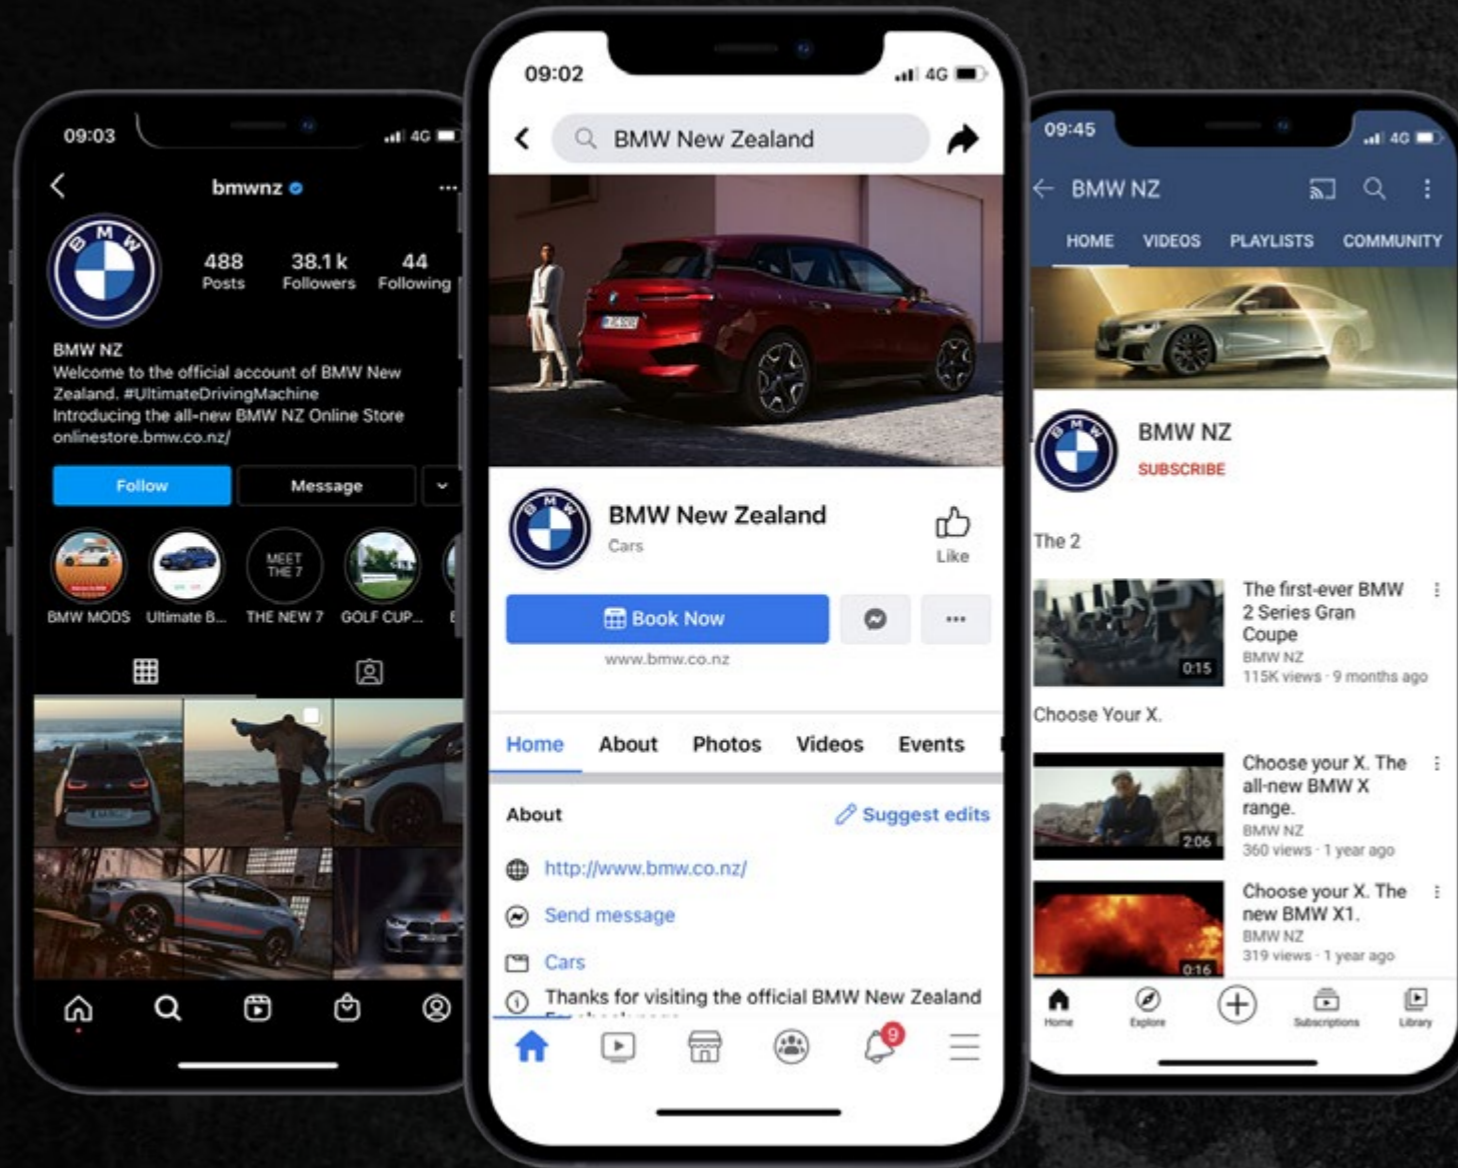 09:03
4G
bmwnz
488
38.1 k
44
Posts
Followers
Following
BMW
BMW NZ
Welcome to the official account of BMW New
Zealand. #UltimateDrivingMachine
Introducing the all-new BMW NZ Online Store
onlinestore.bmw.co.nz/
Follow
Message
MEET
THE 7
BMW MODS
Ultimate B...
THE NEW 7
GOLF CUP...
09:02
4G
BMW New Zealand
BMW
BMW New Zealand
Cars
Like
Book Now
www.bmw.co.nz
Home
About
Photos
Videos
Events
About
Suggest edits
http://www.bmw.co.nz/
Send message
Cars
Thanks for visiting the official BMW New Zealand
9
09:45
4G
BMW NZ
HOME
VIDEOS
PLAYLISTS
COMMUNITY
BMW
BMW NZ
SUBSCRIBE
The 2
0:15
The first-ever BMW
2 Series Gran
Coupe
BMW NZ
115K views · 9 months ago
Choose Your X.
2:06
Choose your X. The
all-new BMW X
range.
BMW NZ
360 views · 1 year ago
0:16
Choose your X. The
new BMW X1.
BMW NZ
319 views · 1 year ago
Home
Explore
Subscriptions
Library